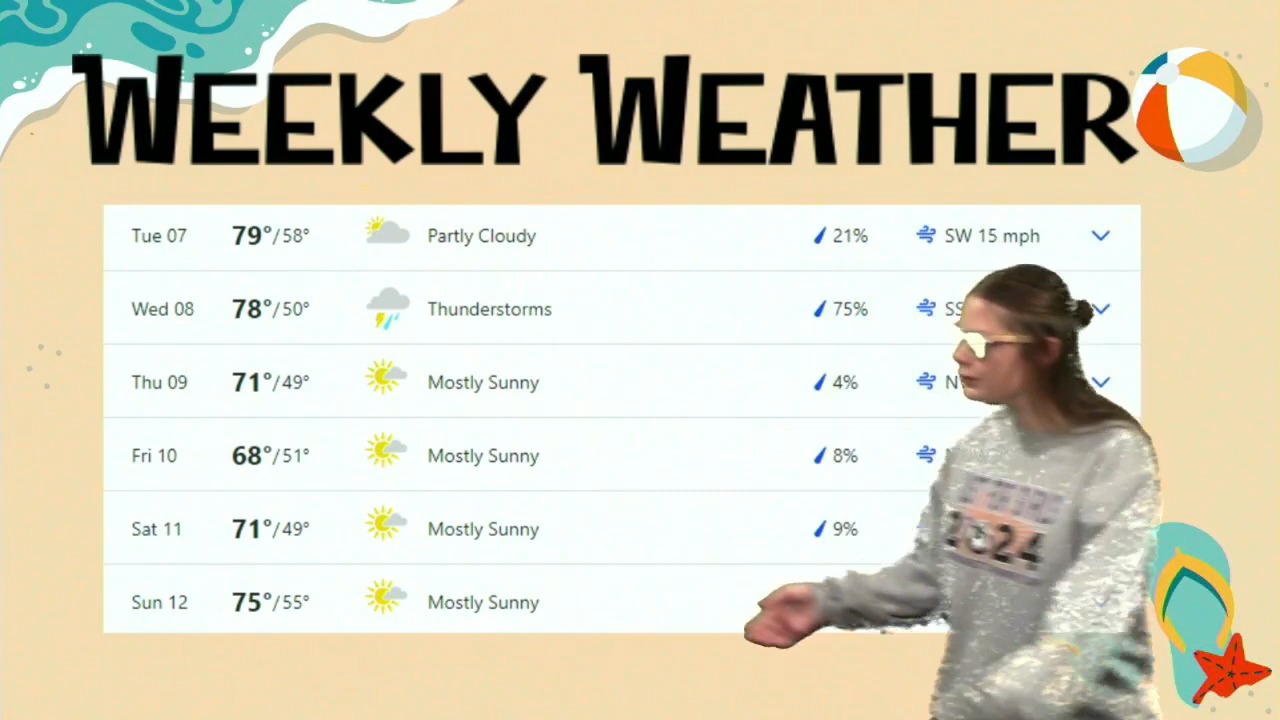 WEEKLY WEATHER
Tue 07 79°/58° Partly Cloudy 21% SW 15 mph
Wed 08 78°/50° Thunderstorms 75%
Thu 09 71°/49° Mostly Sunny 4%
Fri 10 68°/51° Mostly Sunny 8%
Sat 11 71°/49° Mostly Sunny 9%
Sun 12 75°/55° Mostly Sunny
2024